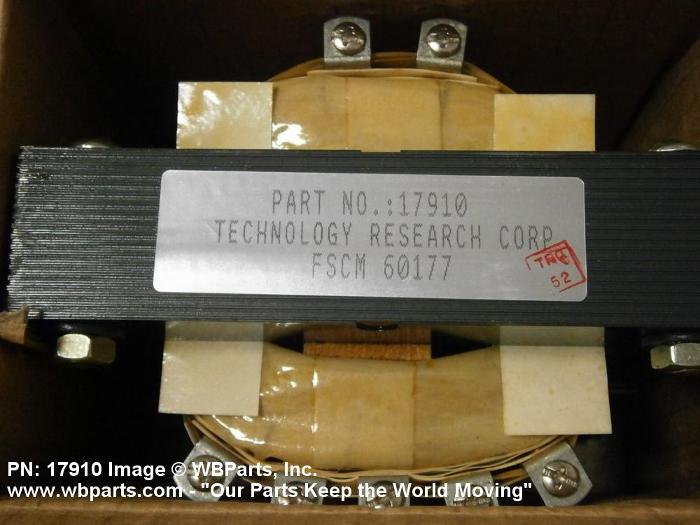 PART NO.:17910
TECHNOLOGY RESEARCH CORP
FSCM 60177
TRC
52
PN: 17910 Image © WBParts, Inc.
www.wbparts.com - "Our Parts Keep the World Moving"